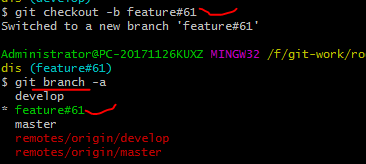 dis (develop)
$ git checkout -b feature#61
Switched to a new branch 'feature#61'
Administrator@PC-20171126KUXZ MINGW32 /f/git-work/ro
dis (feature#61)
$ git branch -a
develop
* feature#61
master
remotes/origin/develop
remotes/origin/master